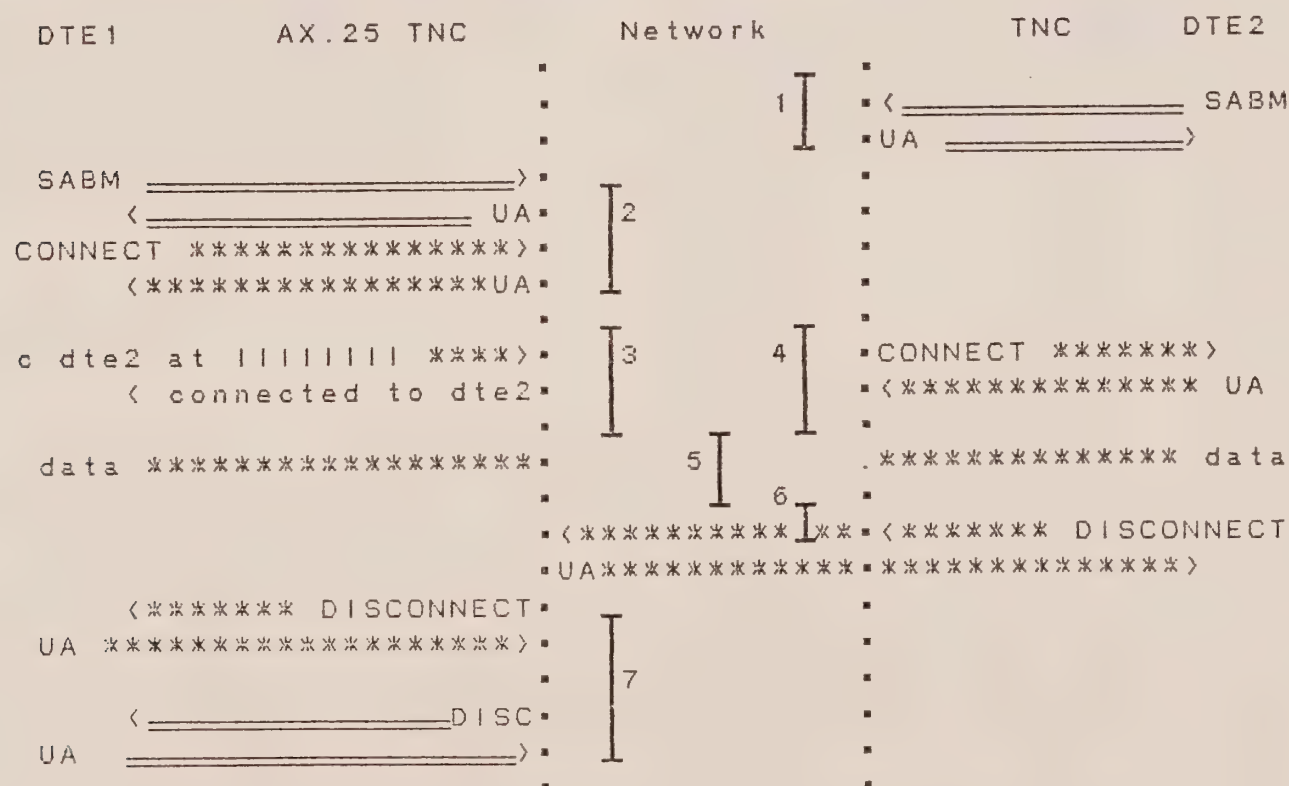 DTE1 AX.25 TNC Network TNC DTE2
1 < SABM
UA >
SABM >
< UA 2
CONNECT ***************>
<****************UA
c dte2 at |||||||| ****> 3 4 CONNECT *******>
< connected to dte2 <************** UA
data ****************** 5 .************** data
6
<********** ** <******* DISCONNECT
UA************ **************>
<******* DISCONNECT
UA *******************>
7
< DISC
UA >